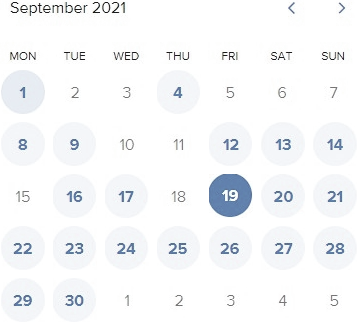 September 2021
MON TUE WED THU FRI SAT SUN
1 2 3 4 5 6 7
8 9 10 11 12 13 14
15 16 17 18 19 20 21
22 23 24 25 26 27 28
29 30 1 2 3 4 5